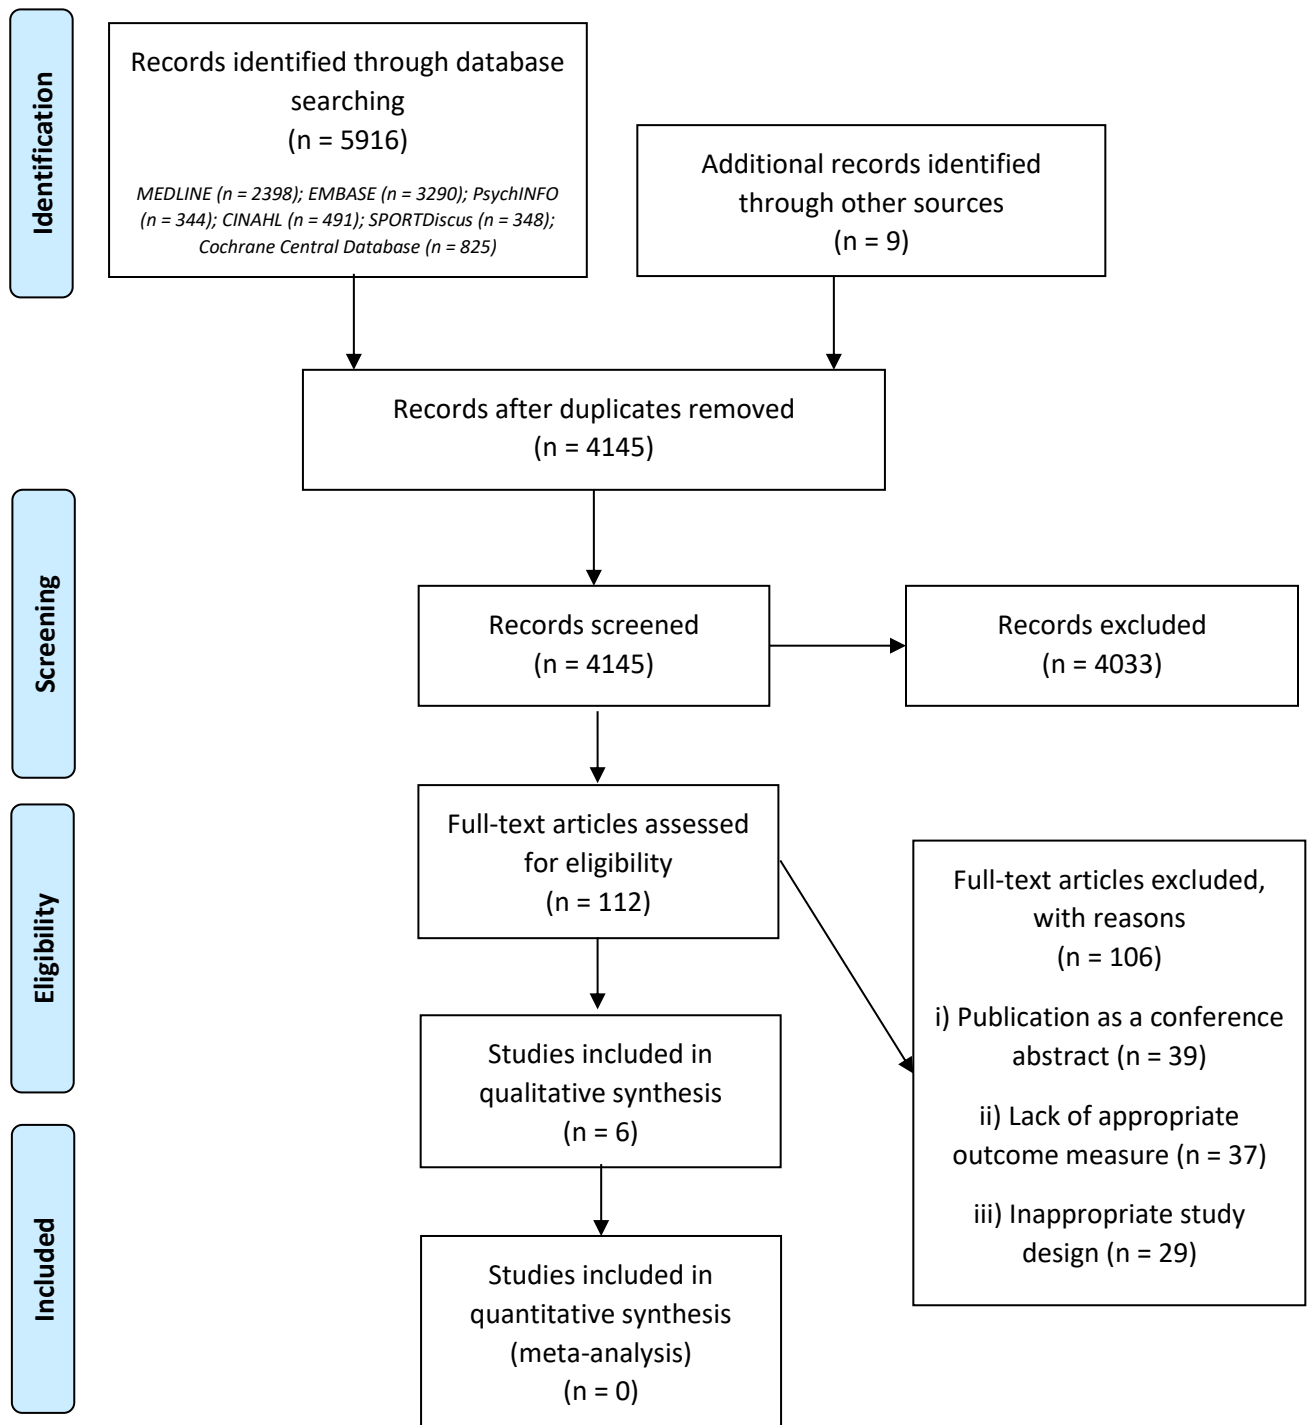 Identification
Records identified through database
searching
(n = 5916)
MEDLINE (n = 2398); EMBASE (n = 3290); PsychINFO
(n = 344); CINAHL (n = 491); SPORTDiscus (n = 348);
Cochrane Central Database (n = 825)
Additional records identified
through other sources
(n = 9)
Records after duplicates removed
(n = 4145)
Screening
Records screened
(n = 4145)
Records excluded
(n = 4033)
Eligibility
Full-text articles assessed
for eligibility
(n = 112)
Full-text articles excluded,
with reasons
(n = 106)
i) Publication as a conference
abstract (n = 39)
ii) Lack of appropriate
outcome measure (n = 37)
iii) Inappropriate study
design (n = 29)
Studies included in
qualitative synthesis
(n = 6)
Included
Studies included in
quantitative synthesis
(meta-analysis)
(n = 0)